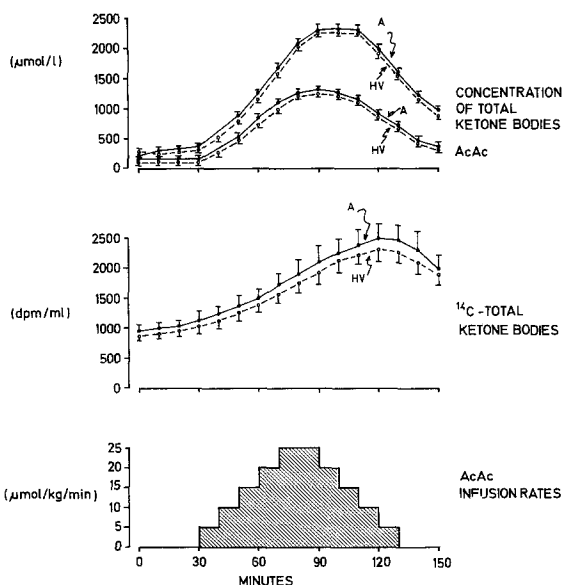 (μmol/l)
2500
2000
1500
1000
500
0
A
HV
A
HV
CONCENTRATION
OF TOTAL
KETONE BODIES
AcAc
(dpm/ml)
2500
2000
1500
1000
500
0
A
HV
14C-TOTAL
KETONE BODIES
(μmol/kg/min)
25
20
15
10
5
0
AcAc
INFUSION RATES
0 30 60 90 120 150
MINUTES